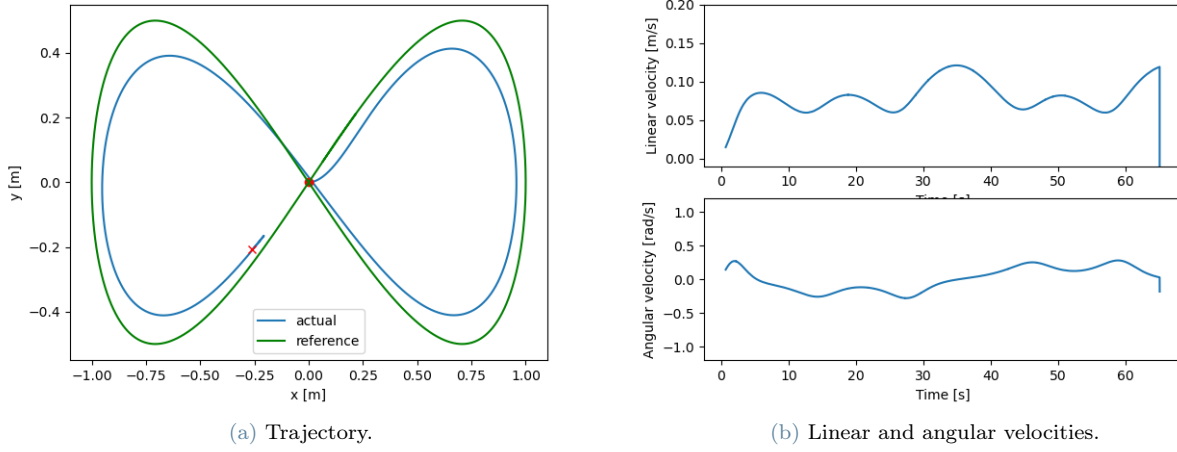 0.4
0.2
0.0
−0.2
−0.4
y [m]
actual
reference
−1.00 −0.75 −0.50 −0.25 0.00 0.25 0.50 0.75 1.00
x [m]
(a) Trajectory.
0.20
0.15
0.10
0.05
0.00
Linear velocity [m/s]
0 10 20 30 40 50 60
Time [s]
1.0
0.5
0.0
−0.5
−1.0
Angular velocity [rad/s]
0 10 20 30 40 50 60
Time [s]
(b) Linear and angular velocities.